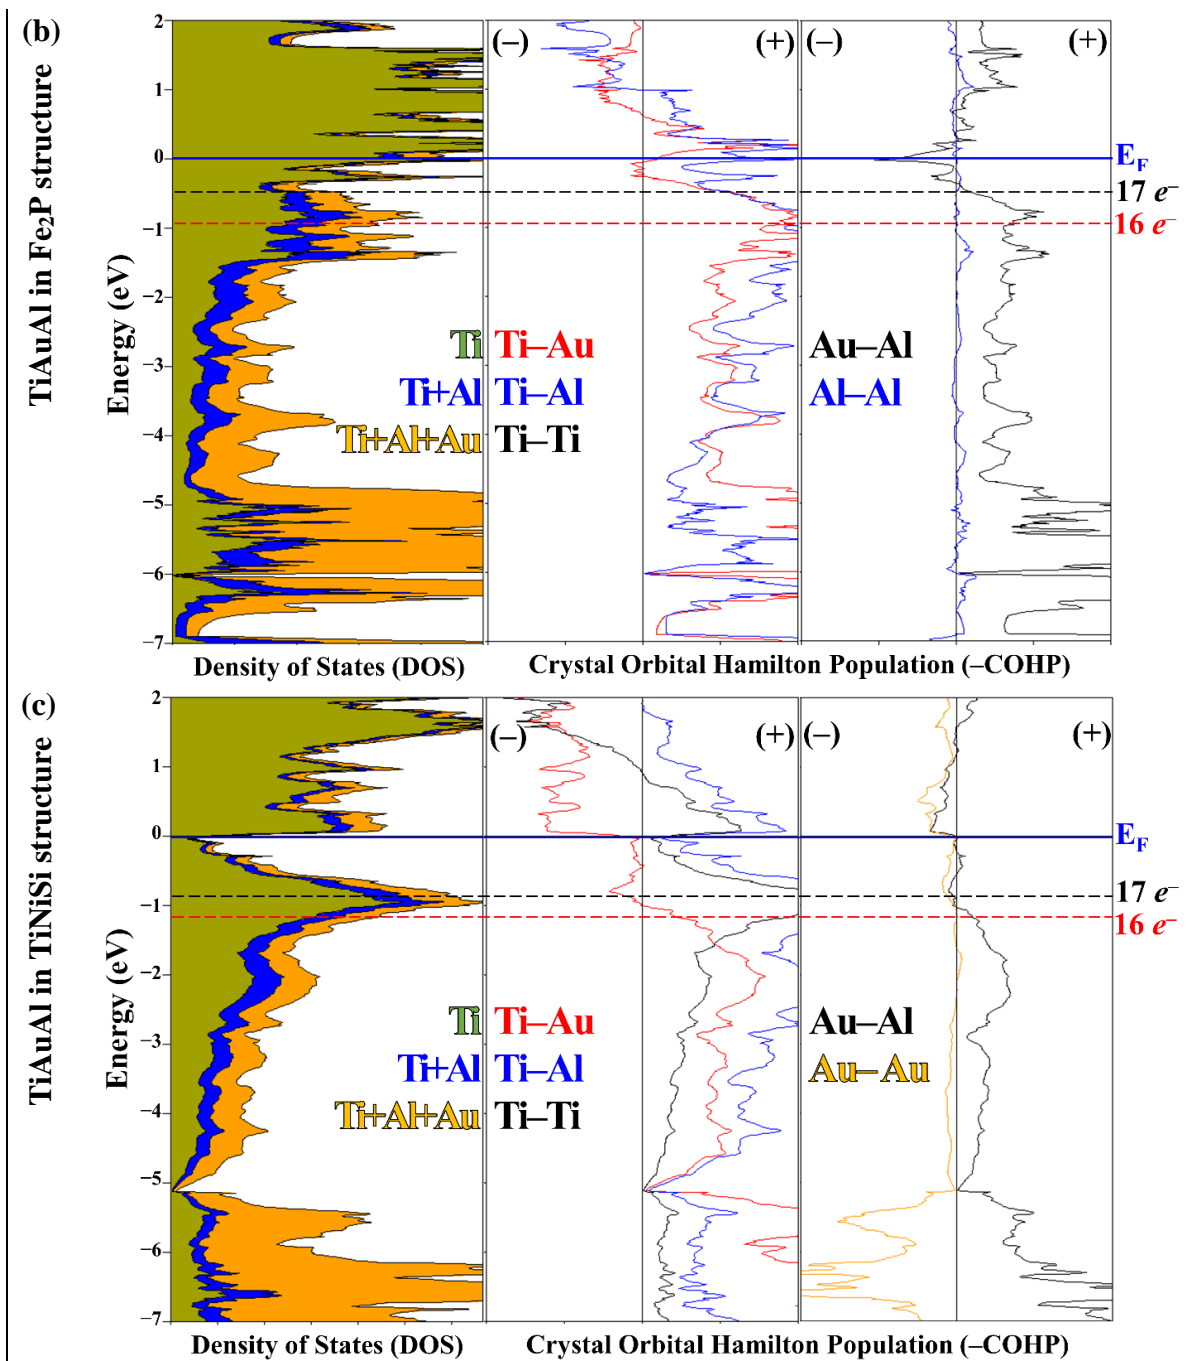 (b)
TiAuAl in Fe2P structure
Energy (eV)
2
1
0
−1
−2
−3
−4
−5
−6
−7
(−)
(+)
(−)
(+)
EF
17 e−
16 e−
Ti
Ti+Al
Ti+Al+Au
Ti–Au
Ti–Al
Ti–Ti
Au–Al
Al–Al
Density of States (DOS)
Crystal Orbital Hamilton Population (–COHP)
(c)
TiAuAl in TiNiSi structure
Energy (eV)
2
1
0
−1
−2
−3
−4
−5
−6
−7
(−)
(+)
(−)
(+)
EF
17 e−
16 e−
Ti
Ti+Al
Ti+Al+Au
Ti–Au
Ti–Al
Ti–Ti
Au–Al
Au–Au
Density of States (DOS)
Crystal Orbital Hamilton Population (–COHP)